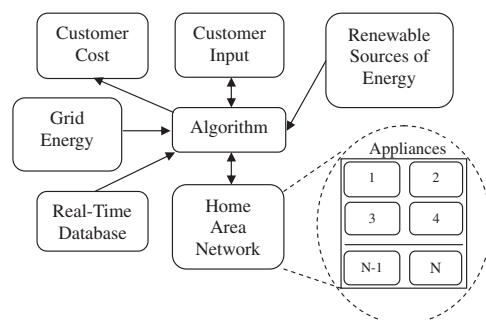 Customer
Cost
Customer
Input
Renewable
Sources of
Energy
Grid
Energy
Algorithm
Real-Time
Database
Home
Area
Network
Appliances
1 2
3 4
N-1 N